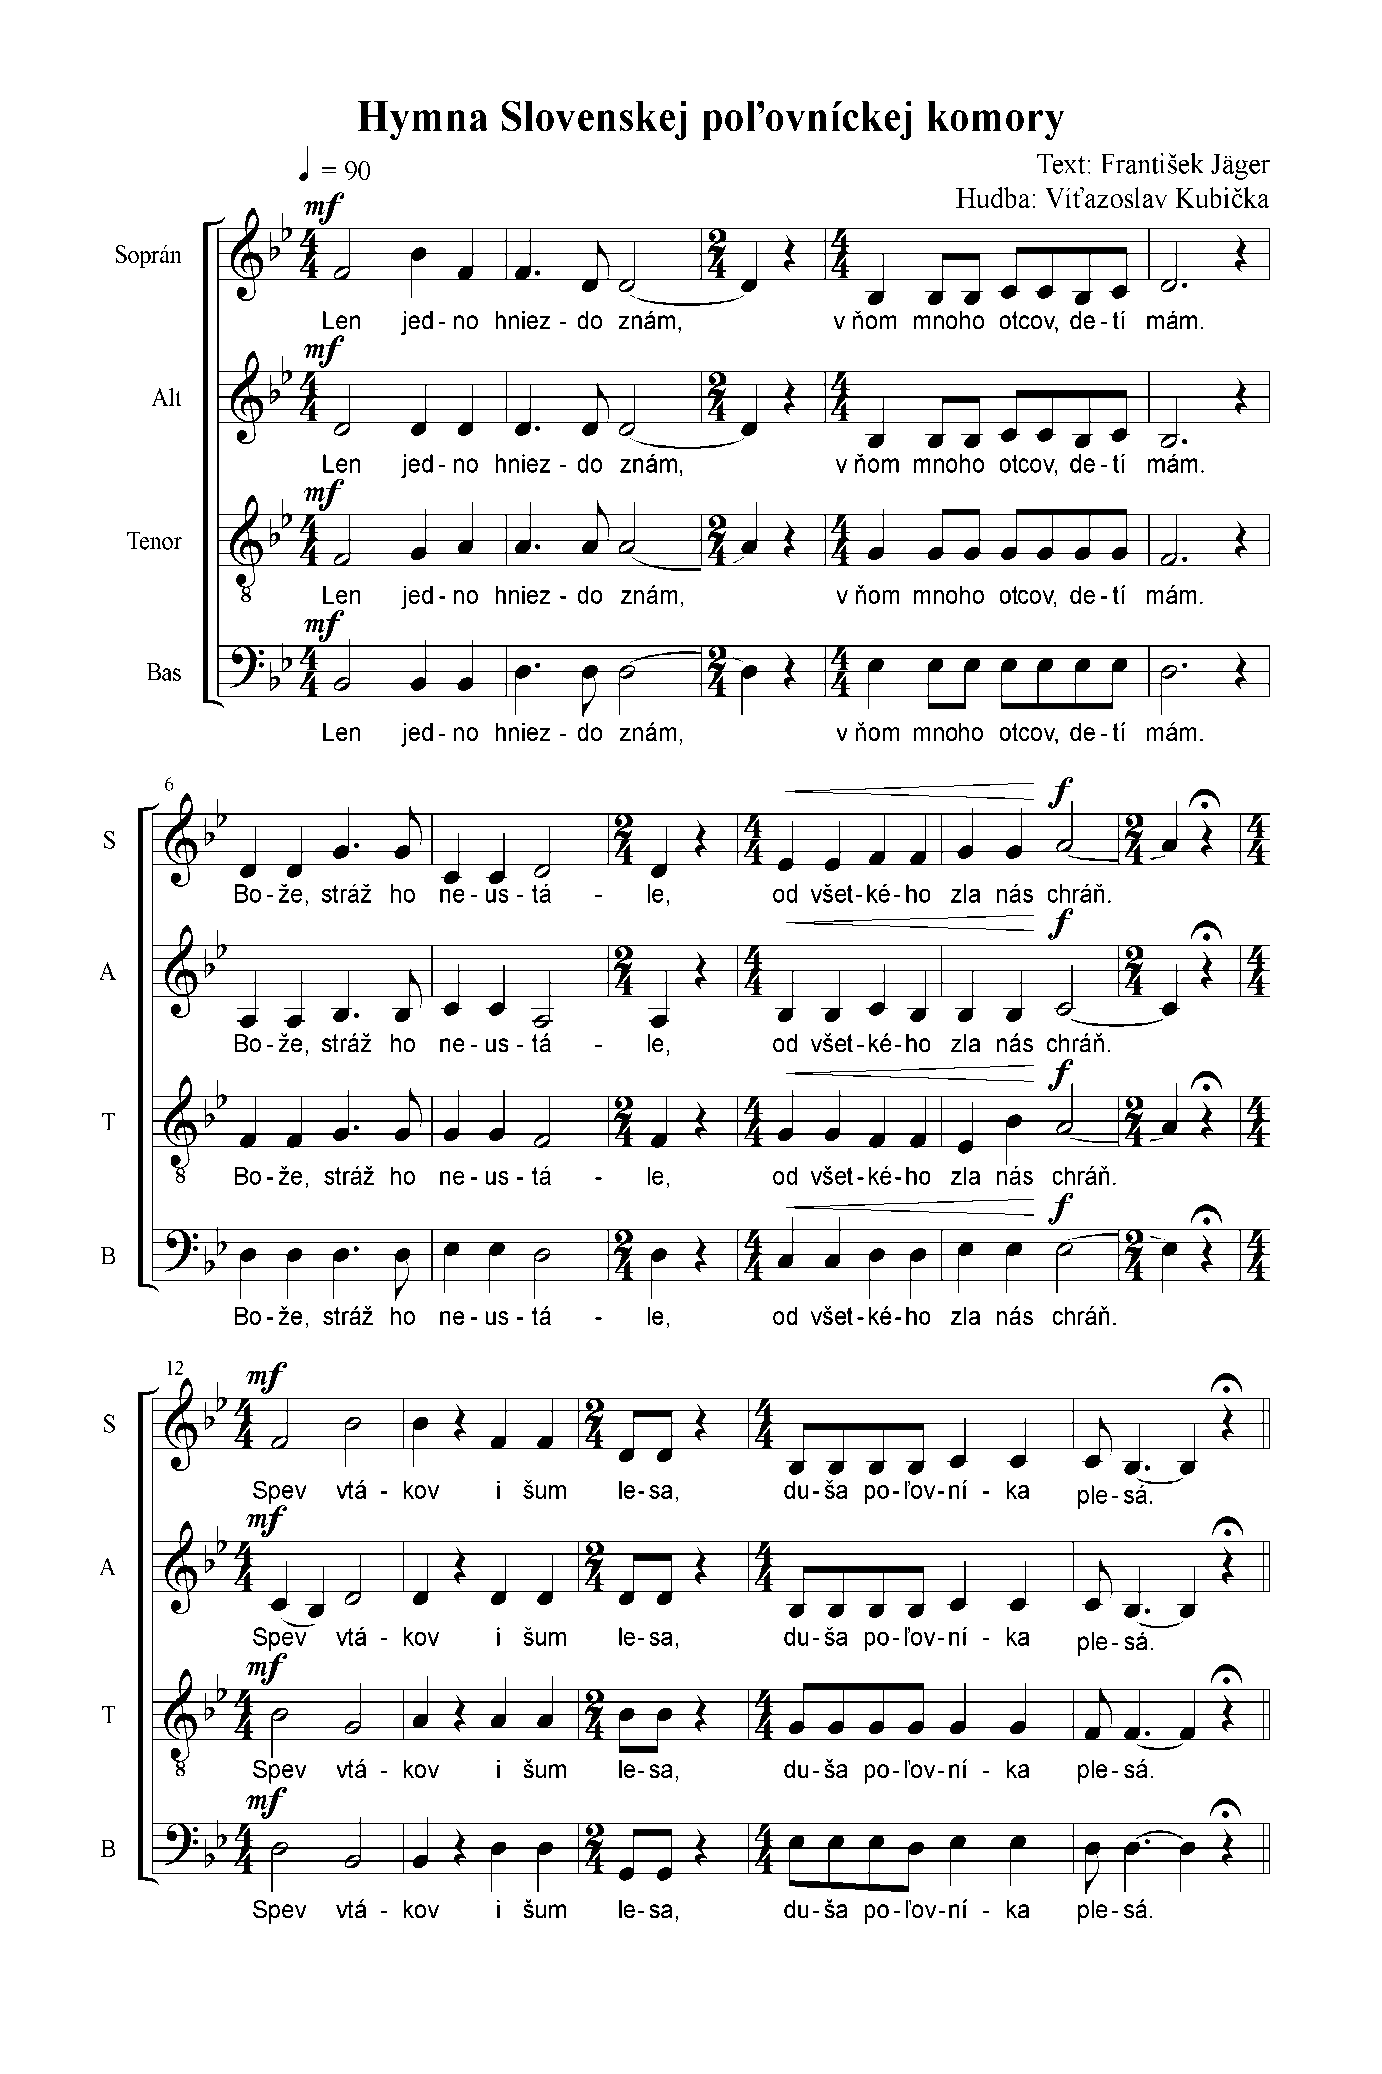 Hymna Slovenskej poľovníckej komory
= 90
Text: František Jäger
Hudba: Víťazoslav Kubička
mf
Soprán
Len jed - no hniez - do znám, v ňom mnoho otcov, de - tí mám.
mf
Alt
Len jed - no hniez - do znám, v ňom mnoho otcov, de - tí mám.
mf
Tenor
8
Len jed - no hniez - do znám, v ňom mnoho otcov, de - tí mám.
mf
Bas
Len jed - no hniez - do znám, v ňom mnoho otcov, de - tí mám.
6
f
S
Bo - že, stráž ho ne - us - tá - le, od všet - ké - ho zla nás chráň.
f
A
Bo - že, stráž ho ne - us - tá - le, od všet - ké - ho zla nás chráň.
f
T
8
Bo - že, stráž ho ne - us - tá - le, od všet - ké - ho zla nás chráň.
f
B
Bo - že, stráž ho ne - us - tá - le, od všet - ké - ho zla nás chráň.
12
mf
S
Spev vtá - kov i šum le - sa, du - ša po - ľov - ní - ka ple - sá.
mf
A
Spev vtá - kov i šum le - sa, du - ša po - ľov - ní - ka ple - sá.
mf
T
8
Spev vtá - kov i šum le - sa, du - ša po - ľov - ní - ka ple - sá.
mf
B
Spev vtá - kov i šum le - sa, du - ša po - ľov - ní - ka ple - sá.